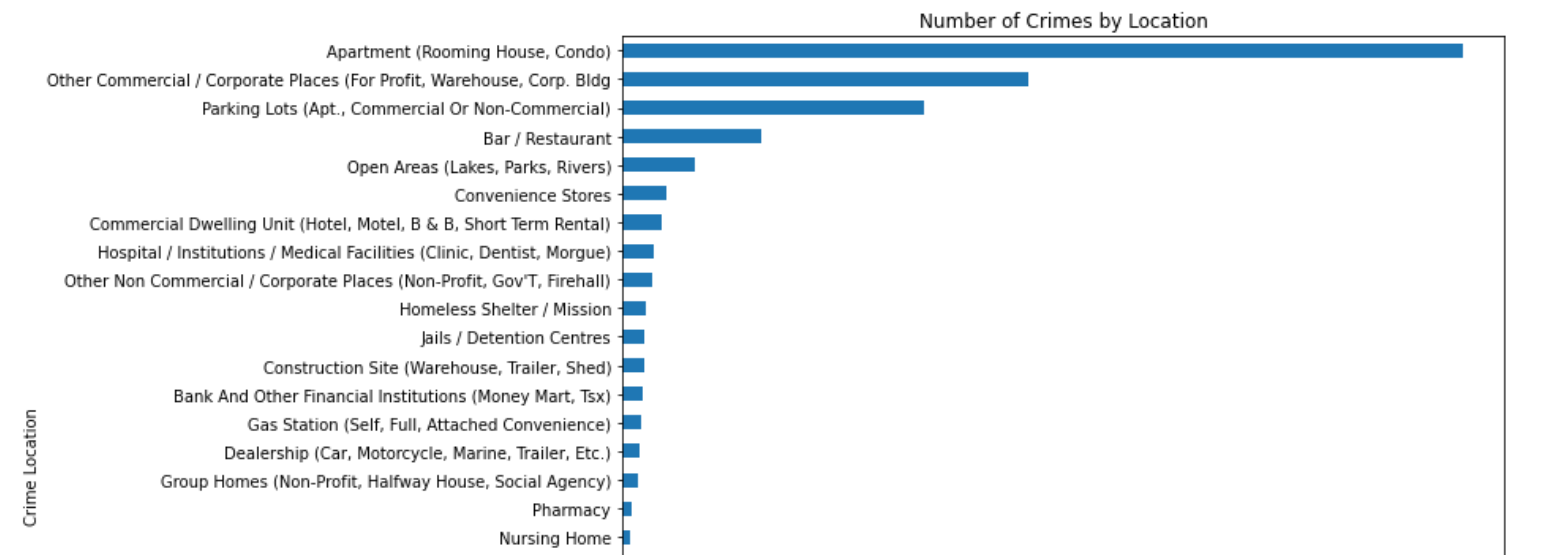 Number of Crimes by Location
Apartment (Rooming House, Condo)
Other Commercial / Corporate Places (For Profit, Warehouse, Corp. Bldg
Parking Lots (Apt., Commercial Or Non-Commercial)
Bar / Restaurant
Open Areas (Lakes, Parks, Rivers)
Convenience Stores
Commercial Dwelling Unit (Hotel, Motel, B & B, Short Term Rental)
Hospital / Institutions / Medical Facilities (Clinic, Dentist, Morgue)
Other Non Commercial / Corporate Places (Non-Profit, Gov'T, Firehall)
Homeless Shelter / Mission
Jails / Detention Centres
Construction Site (Warehouse, Trailer, Shed)
Bank And Other Financial Institutions (Money Mart, Tsx)
Gas Station (Self, Full, Attached Convenience)
Dealership (Car, Motorcycle, Marine, Trailer, Etc.)
Group Homes (Non-Profit, Halfway House, Social Agency)
Pharmacy
Nursing Home
Crime Location